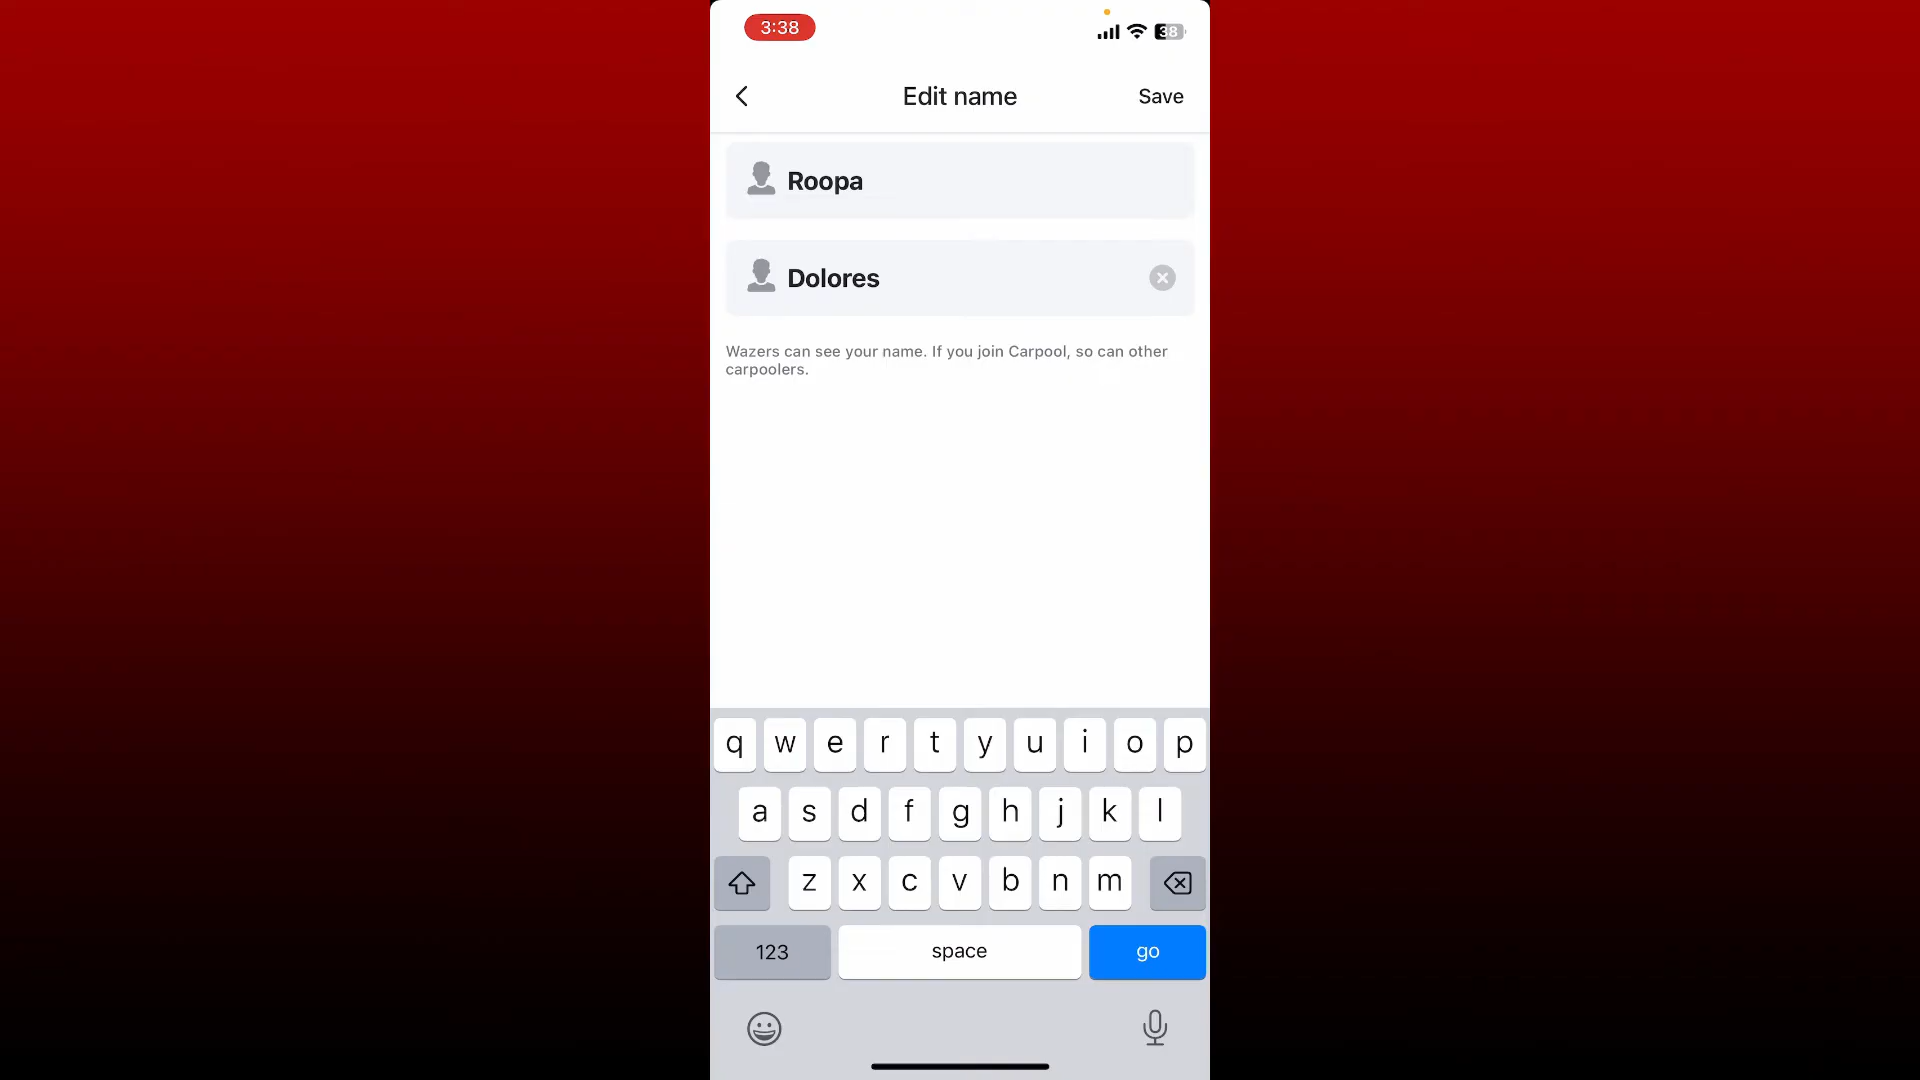 3:38
38
Edit name
Save
Roopa
Dolores
Wazers can see your name. If you join Carpool, so can other
carpoolers.
q w e r t y u i o p
a s d f g h j k l
z x c v b n m
123 space go